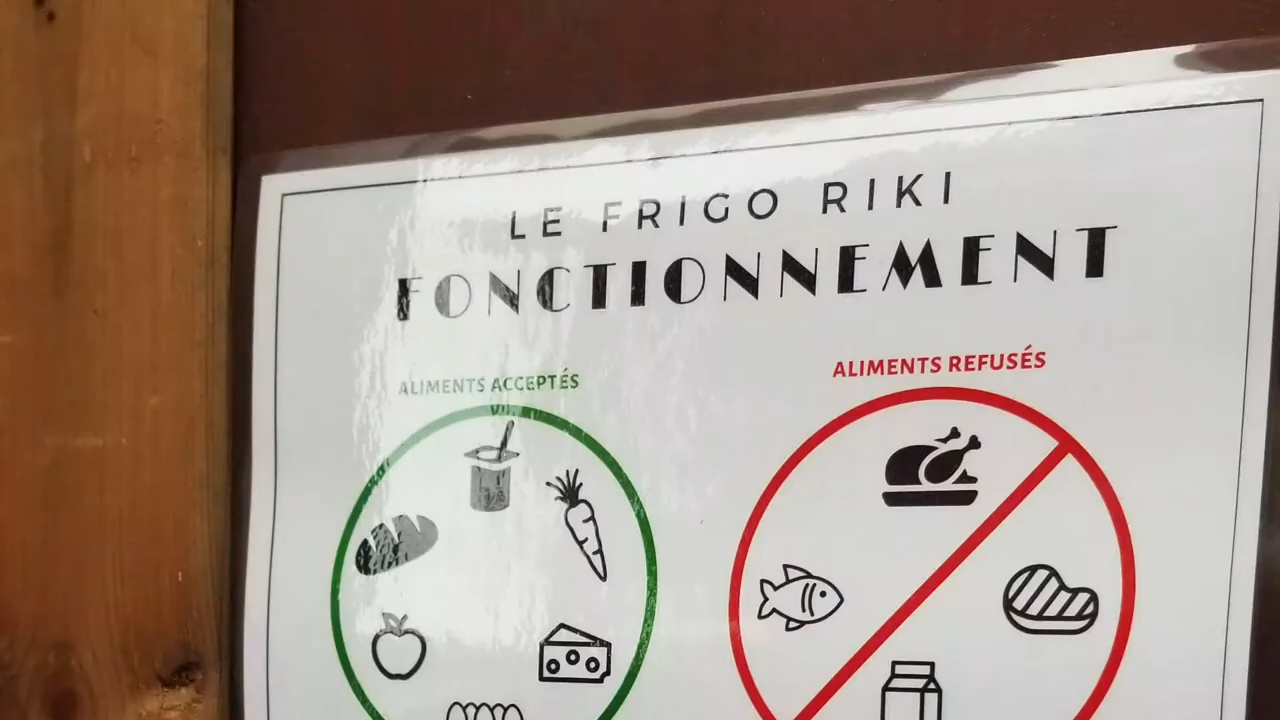 LE FRIGO RIKI
FONCTIONNEMENT
ALIMENTS ACCEPTÉS
ALIMENTS REFUSÉS